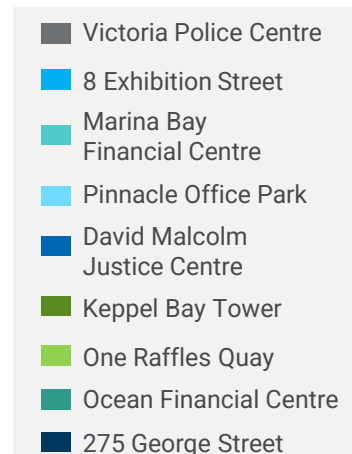 Victoria Police Centre
8 Exhibition Street
Marina Bay
Financial Centre
Pinnacle Office Park
David Malcolm
Justice Centre
Keppel Bay Tower
One Raffles Quay
Ocean Financial Centre
275 George Street